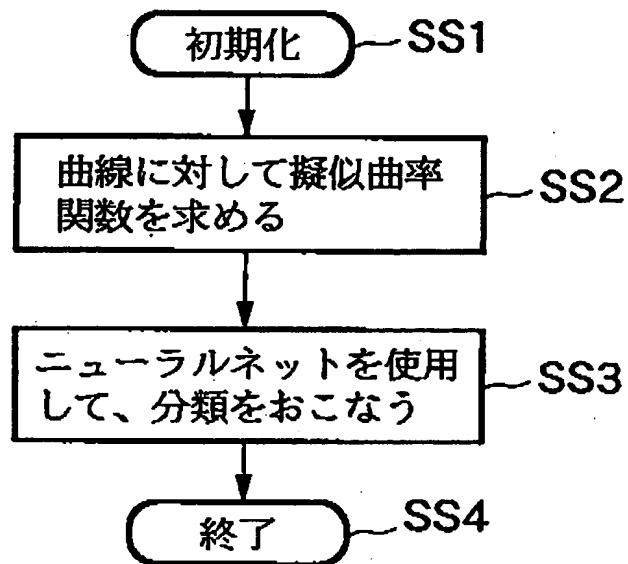 初期化 SS1
曲線に対して擬似曲率
関数を求める SS2
ニューラルネットを使用
して、分類をおこなう SS3
終了 SS4